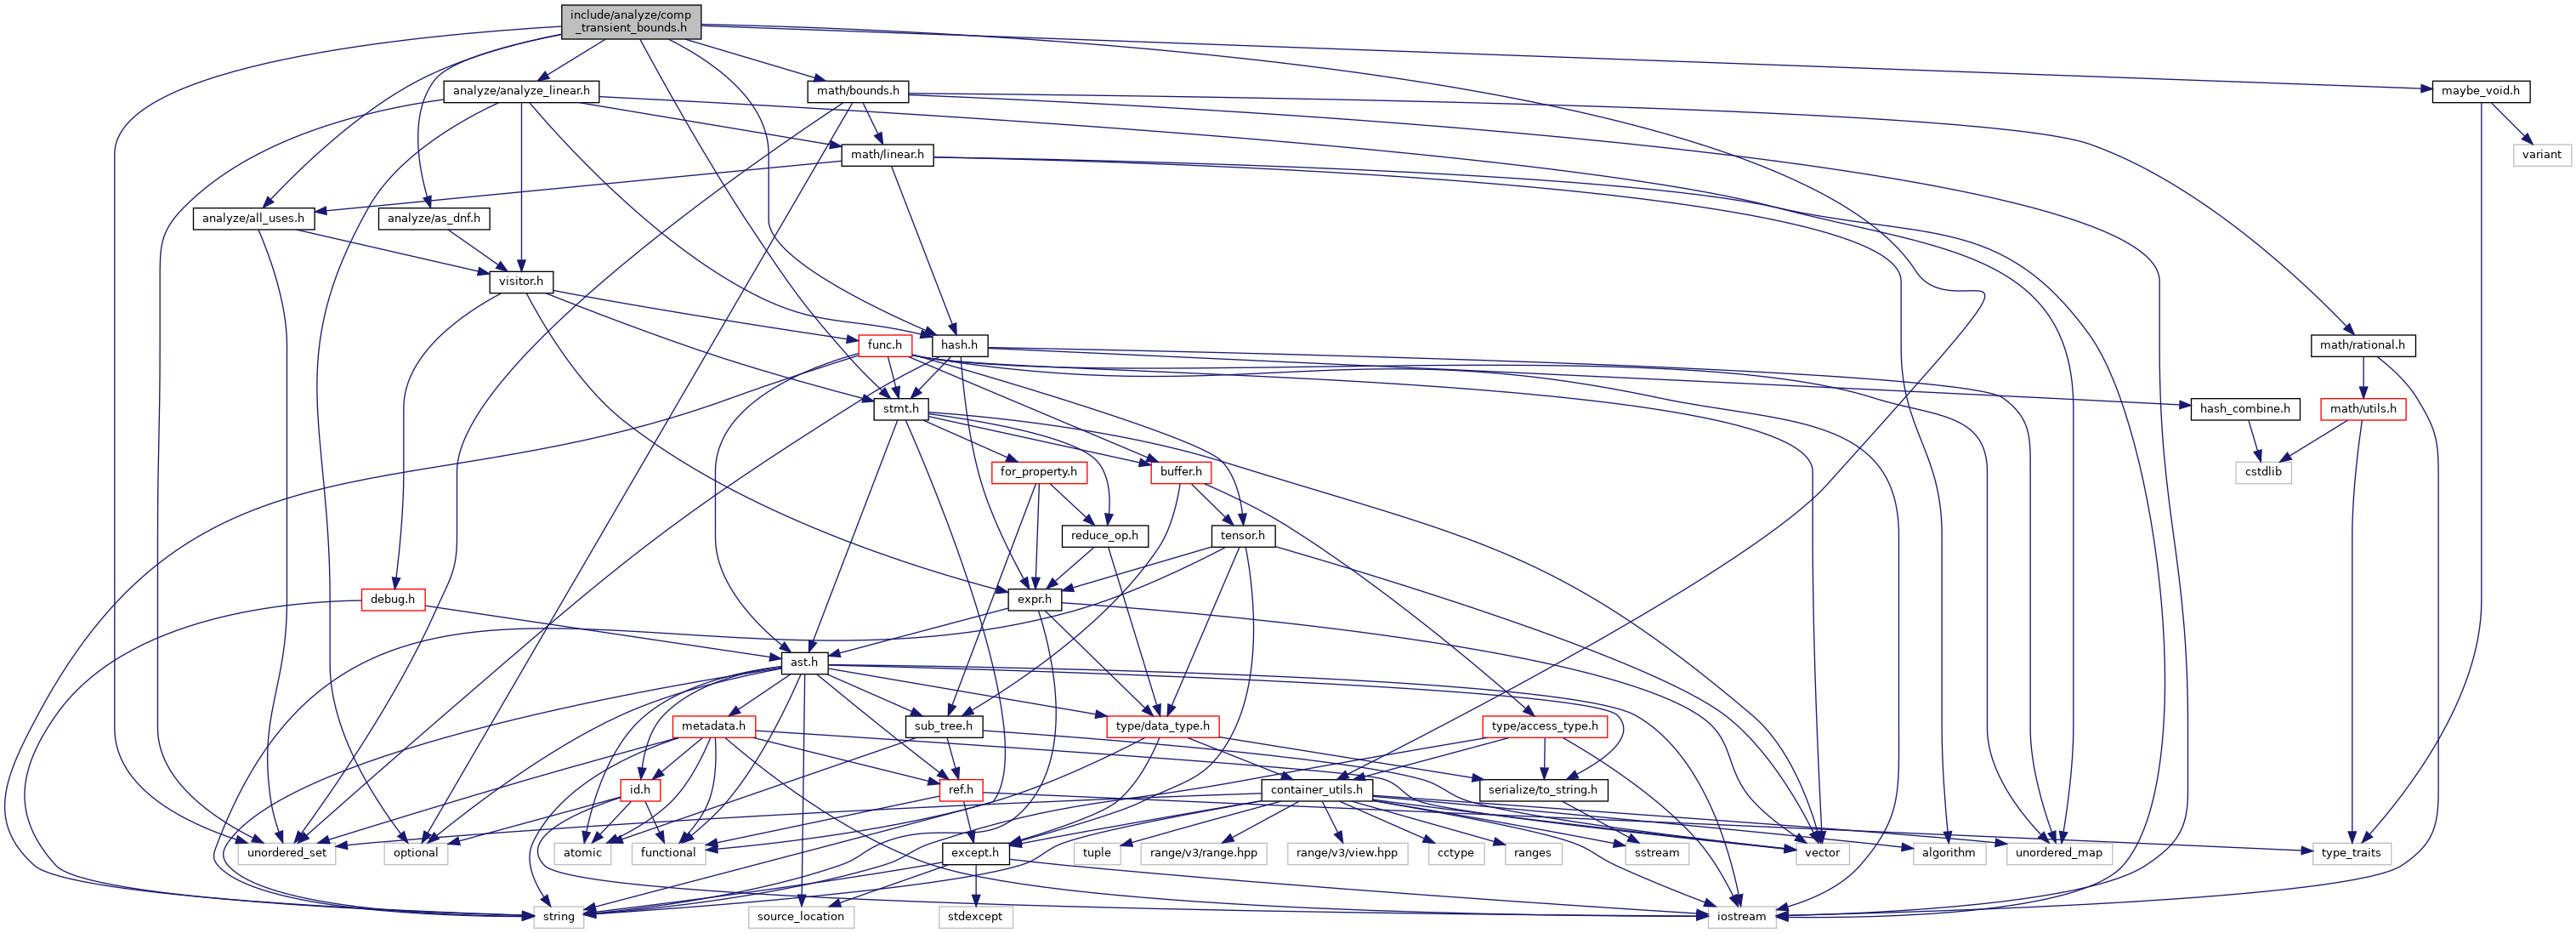 include/analyze/comp
_transient_bounds.h
analyze/analyze_linear.h
math/bounds.h
maybe_void.h
math/linear.h
variant
analyze/all_uses.h
analyze/as_dnf.h
visitor.h
func.h
hash.h
math/rational.h
stmt.h
hash_combine.h
math/utils.h
for_property.h
buffer.h
cstdlib
reduce_op.h
tensor.h
debug.h
expr.h
ast.h
metadata.h
sub_tree.h
type/data_type.h
type/access_type.h
id.h
ref.h
container_utils.h
serialize/to_string.h
unordered_set
optional
atomic
functional
except.h
tuple
range/v3/range.hpp
range/v3/view.hpp
cctype
ranges
sstream
vector
algorithm
unordered_map
type_traits
string
source_location
stdexcept
iostream